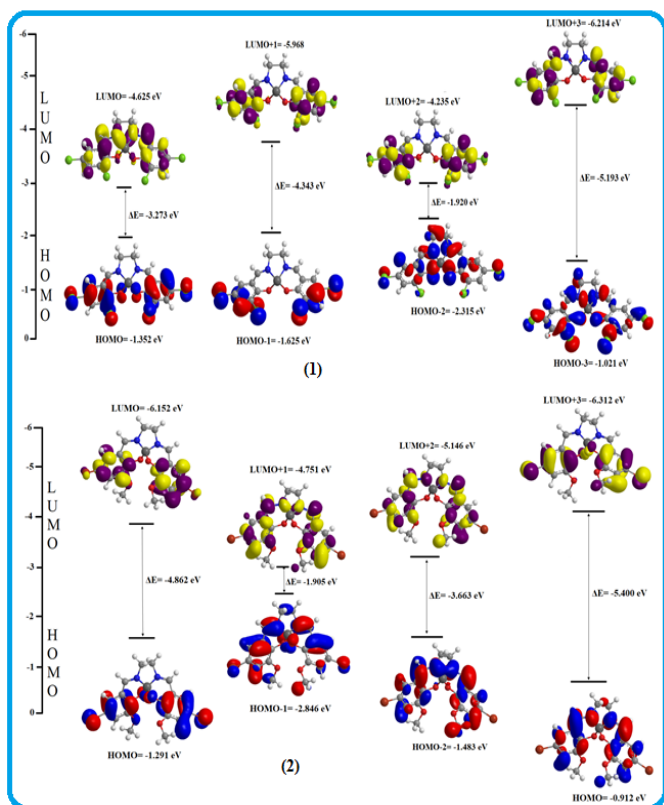 -6
-5
-4
-3
-2
-1
0
L
U
M
O
H
O
M
O
LUMO= -4.625 eV
ΔE= -3.273 eV
HOMO= -1.352 eV
LUMO+1= -5.968
ΔE= -4.343 eV
HOMO-1= -1.625 eV
LUMO+2= -4.235 eV
ΔE= -1.920 eV
HOMO-2= -2.315 eV
LUMO+3= -6.214 eV
ΔE= -5.193 eV
HOMO-3= -1.021 eV
(1)
-6
-5
-4
-3
-2
-1
0
L
U
M
O
H
O
M
O
LUMO= -6.152 eV
ΔE= -4.862 eV
HOMO= -1.291 eV
LUMO+1= -4.751 eV
ΔE= -1.905 eV
HOMO-1= -2.846 eV
LUMO+2= -5.146 eV
ΔE= -3.663 eV
HOMO-2= -1.483 eV
LUMO+3= -6.312 eV
ΔE= -5.400 eV
HOMO= -0.912 eV
(2)